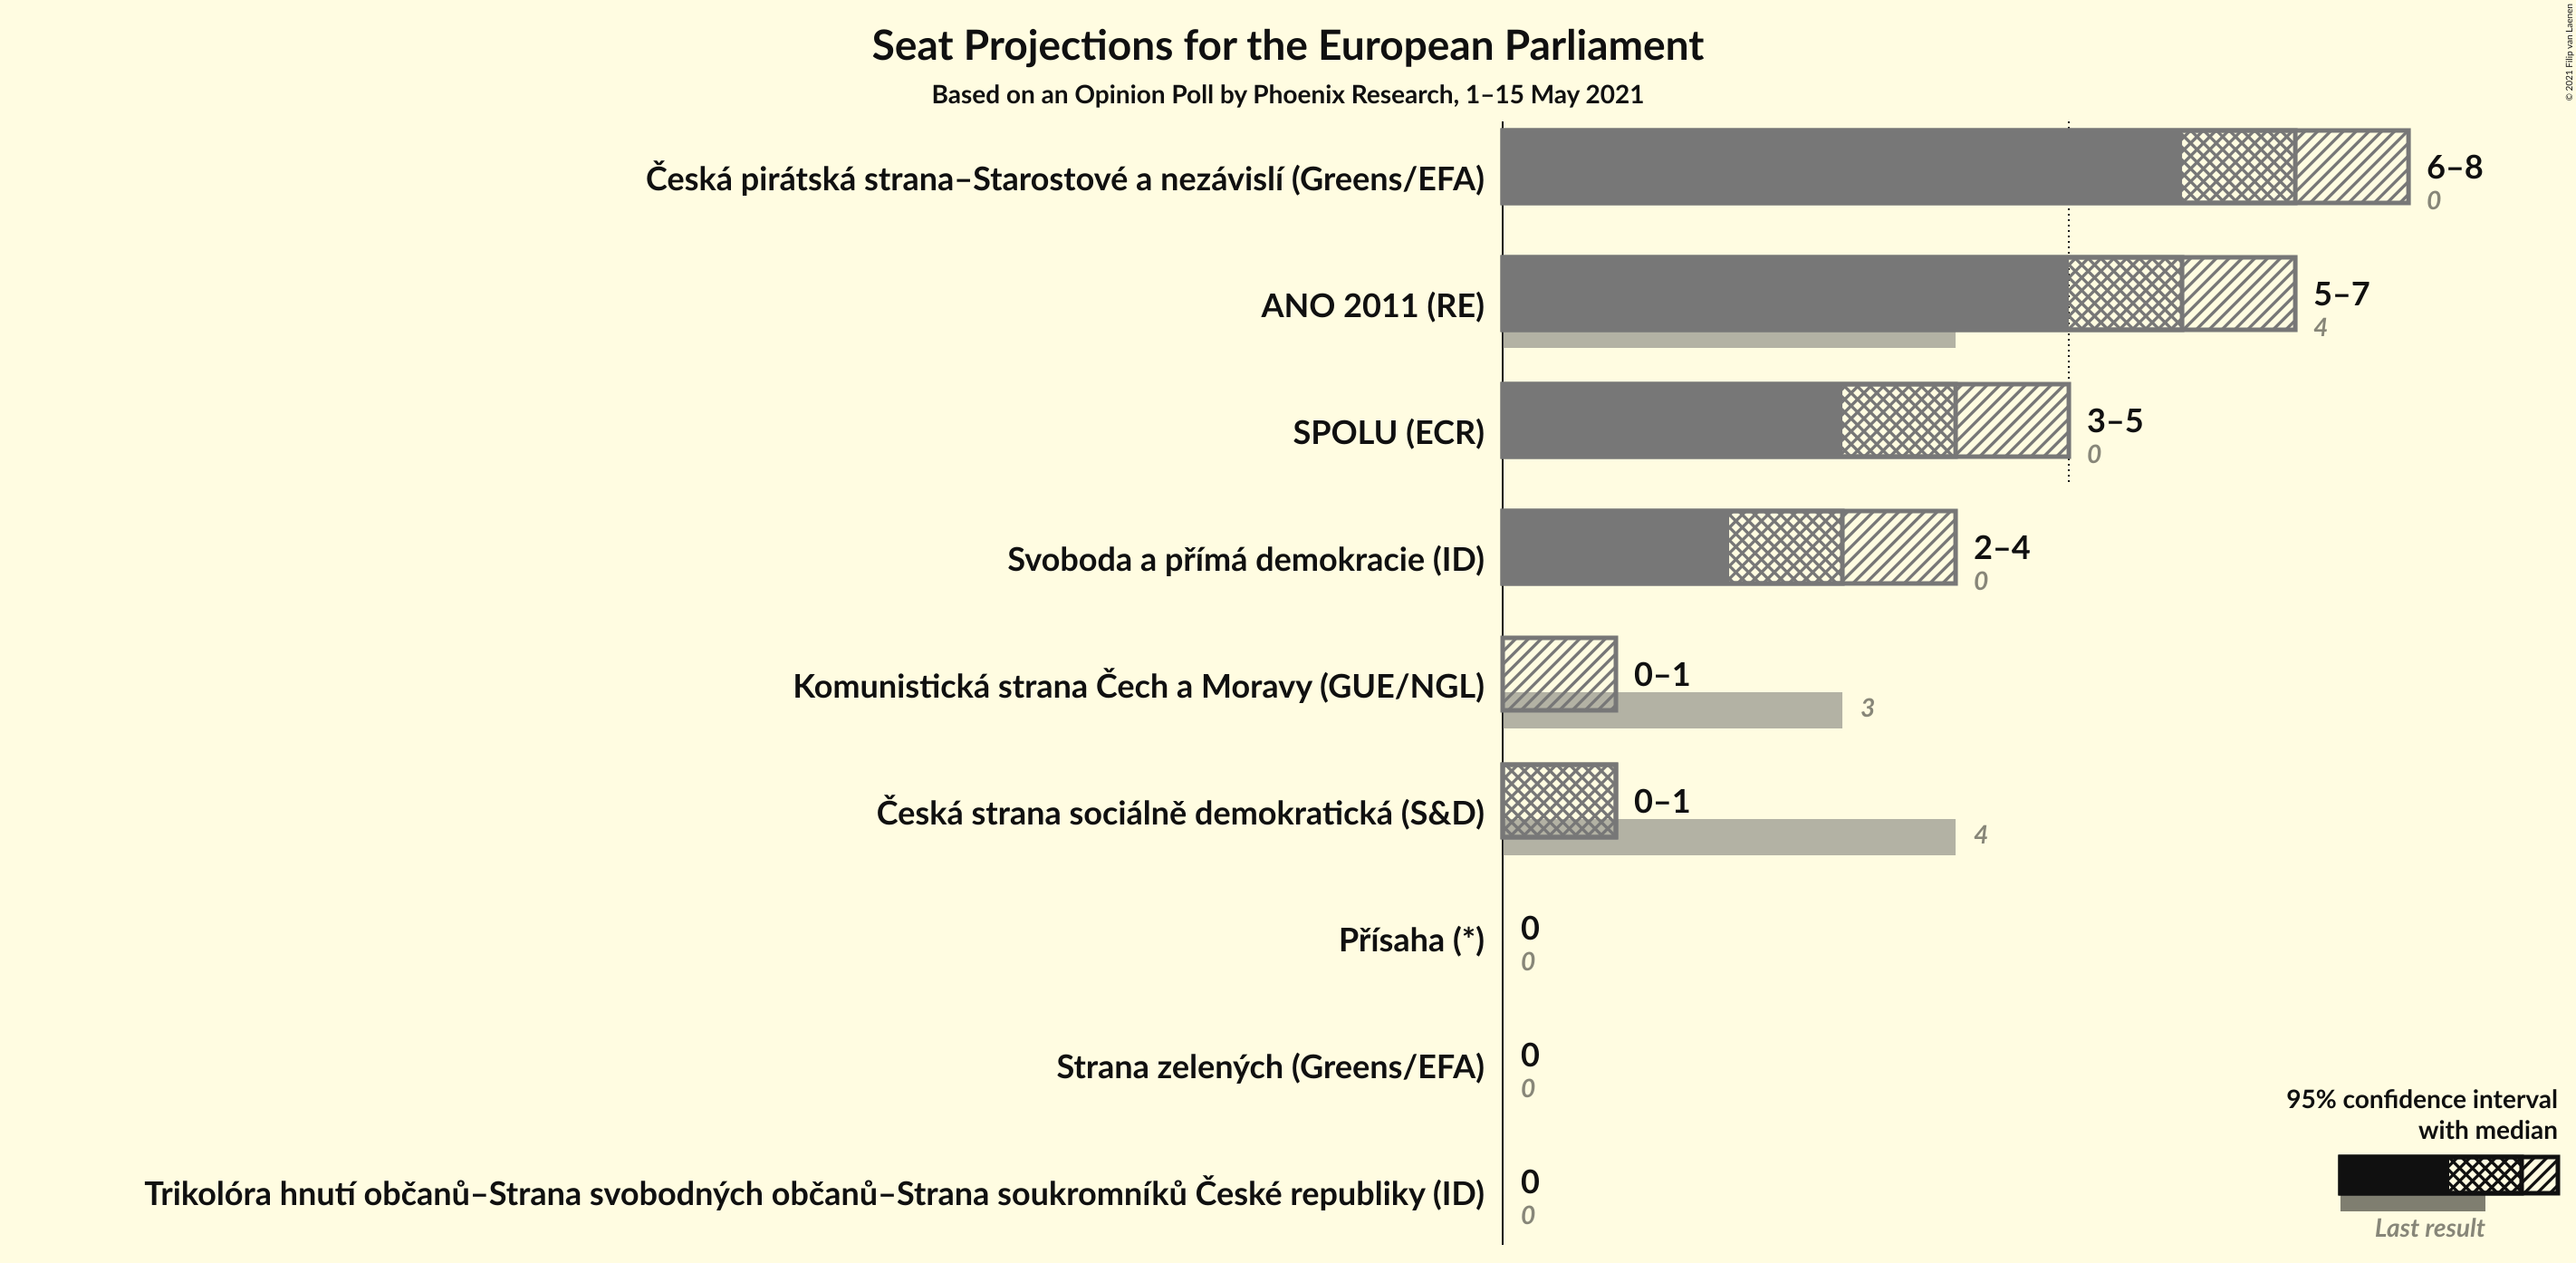 Seat Projections for the European Parliament
Based on an Opinion Poll by Phoenix Research, 1–15 May 2021
© 2021 Filip van Laenen
Česká pirátská strana–Starostové a nezávislí (Greens/EFA)
6–8
0
ANO 2011 (RE)
5–7
4
SPOLU (ECR)
3–5
0
Svoboda a přímá demokracie (ID)
2–4
0
Komunistická strana Čech a Moravy (GUE/NGL)
0–1
3
Česká strana sociálně demokratická (S&D)
0–1
4
Přísaha (*)
0
0
Strana zelených (Greens/EFA)
0
0
Trikolóra hnutí občanů–Strana svobodných občanů–Strana soukromníků České republiky (ID)
0
0
95% confidence interval
with median
Last result